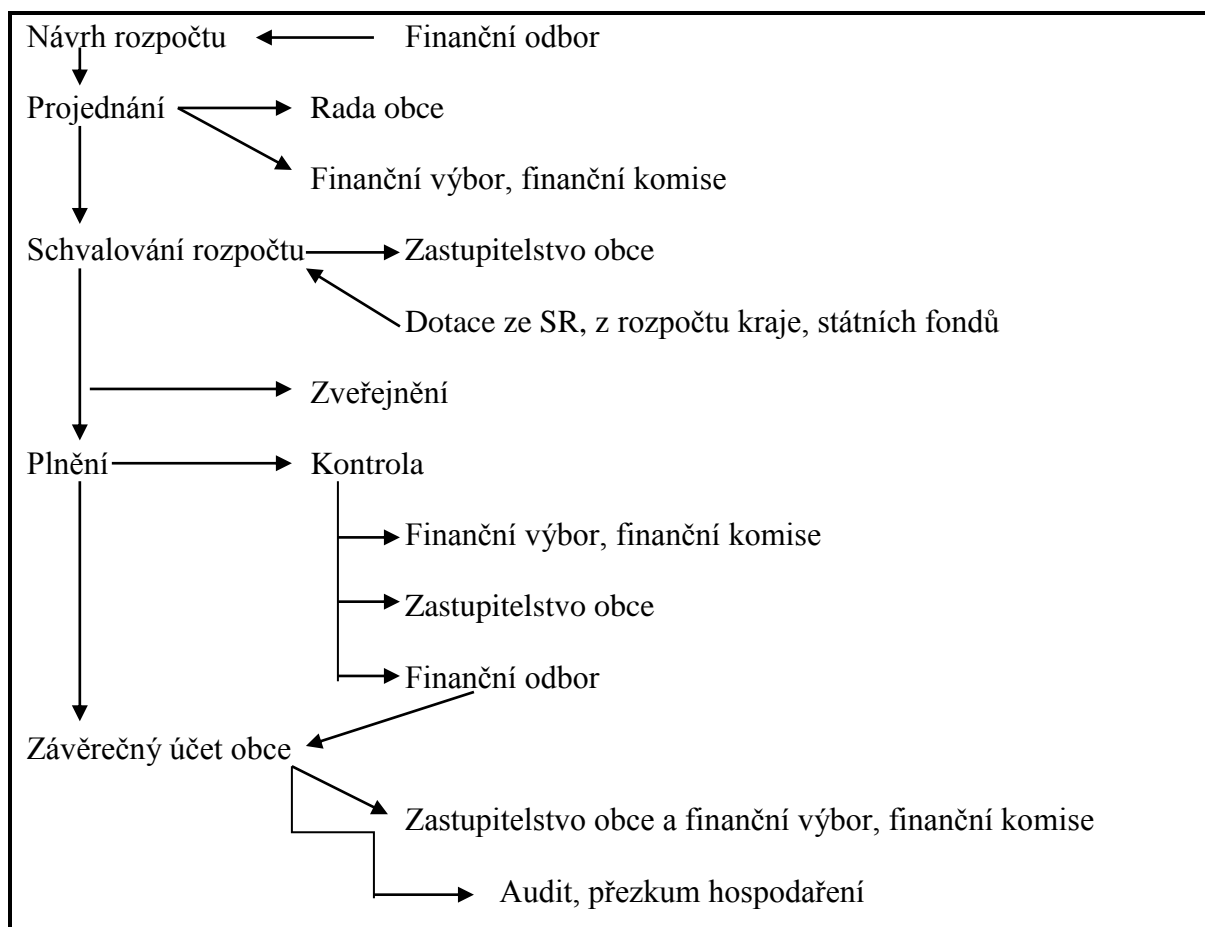 Návrh rozpočtu Finanční odbor
Projednání Rada obce
Finanční výbor, finanční komise
Schvalování rozpočtu Zastupitelstvo obce
Dotace ze SR, z rozpočtu kraje, státních fondů
Zveřejnění
Plnění Kontrola
Finanční výbor, finanční komise
Zastupitelstvo obce
Finanční odbor
Závěrečný účet obce
Zastupitelstvo obce a finanční výbor, finanční komise
Audit, přezkum hospodaření